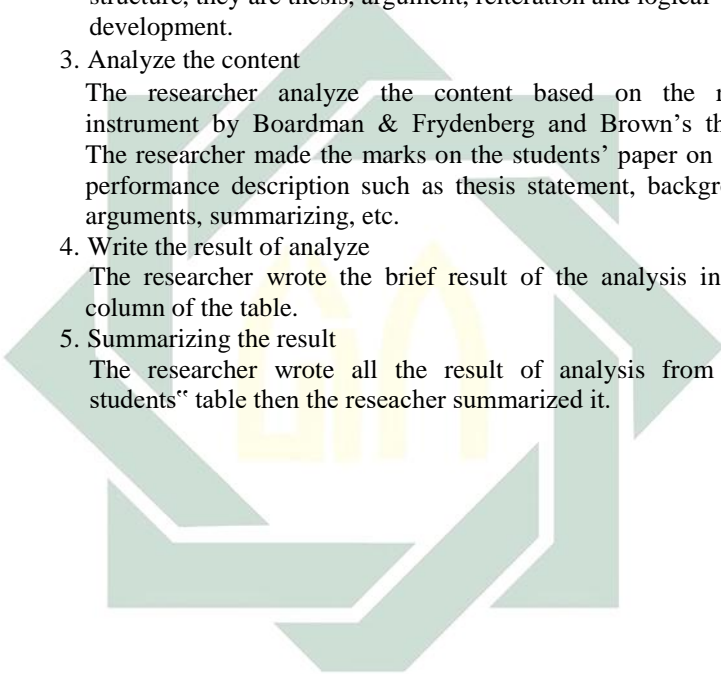 structure, they are thesis, argument, reiteration and logical
development.
3. Analyze the content
The researcher analyze the content based on the
instrument by Boardman & Frydenberg and Brown's
The researcher made the marks on the students' paper on
performance description such as thesis statement,
arguments, summarizing, etc.
4. Write the result of analyze
The researcher wrote the brief result of the analysis in
column of the table.
5. Summarizing the result
The researcher wrote all the result of analysis from
students‟ table then the reseacher summarized it.